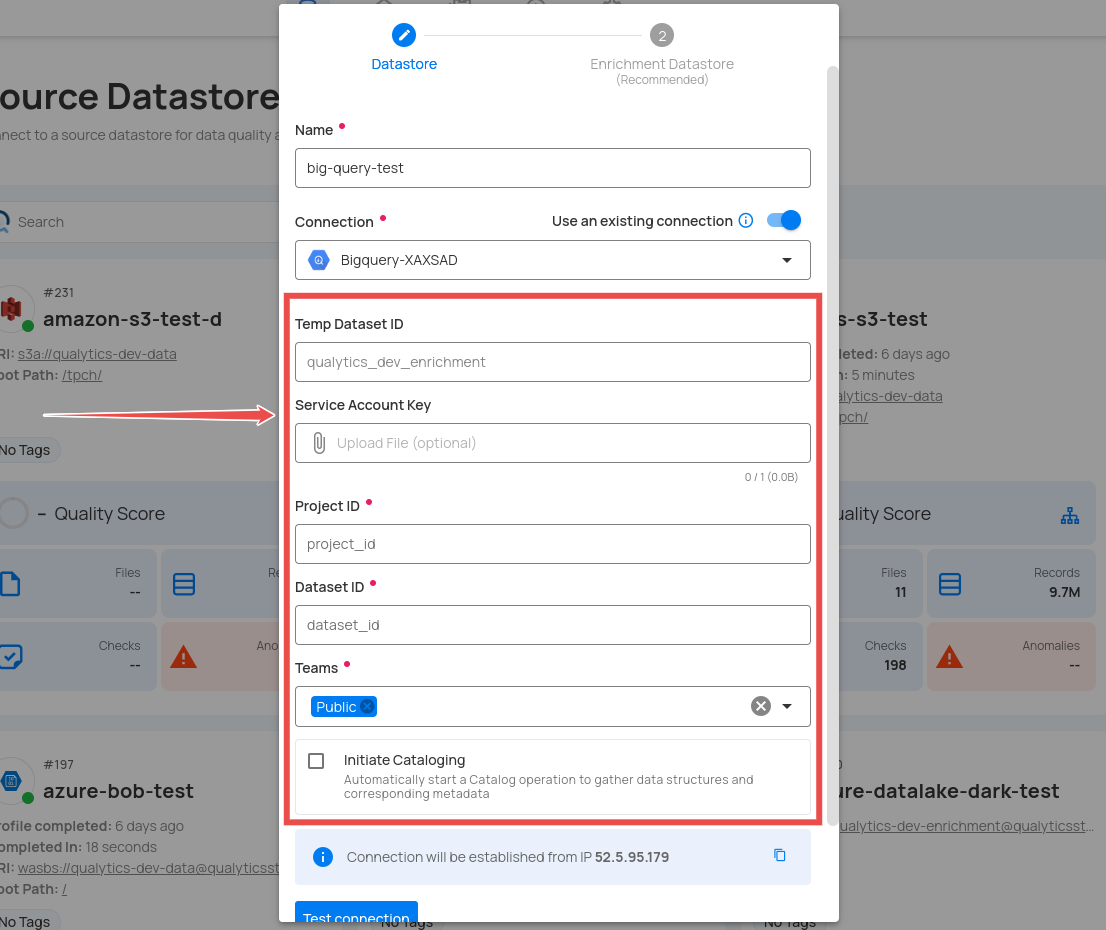 Datastore
2
Enrichment Datastore
(Recommended)
ource Datastore
nnect to a source datastore for data quality a
Name
big-query-test
Search
Connection
Use an existing connection
Bigquery-XAXSAD
#231
amazon-s3-test-d
RI: s3a://qualytics-dev-data
oot Path: /tpch/
No Tags
– Quality Score
Files
--
Re
Checks
--
Ano
Temp Dataset ID
qualytics_dev_enrichment
Service Account Key
Upload File (optional)
0 / 1 (0.0B)
Project ID
project_id
Dataset ID
dataset_id
Teams
Public
Initiate Cataloging
Automatically start a Catalog operation to gather data structures and
corresponding metadata
Connection will be established from IP 52.5.95.179
Test connection
s-s3-test
leted: 6 days ago
n: 5 minutes
alytics-dev-data
pch/
uality Score
Files
11
Records
9.7M
Checks
198
Anomalies
--
#197
azure-bob-test
rofile completed: 6 days ago
ompleted In: 18 seconds
RI: wasbs://qualytics-dev-data@qualyticsst
oot Path: /
No Tags
No Tags
ure-datalake-dark-test
ualytics-dev-enrichment@qualyticsst...
No Tags